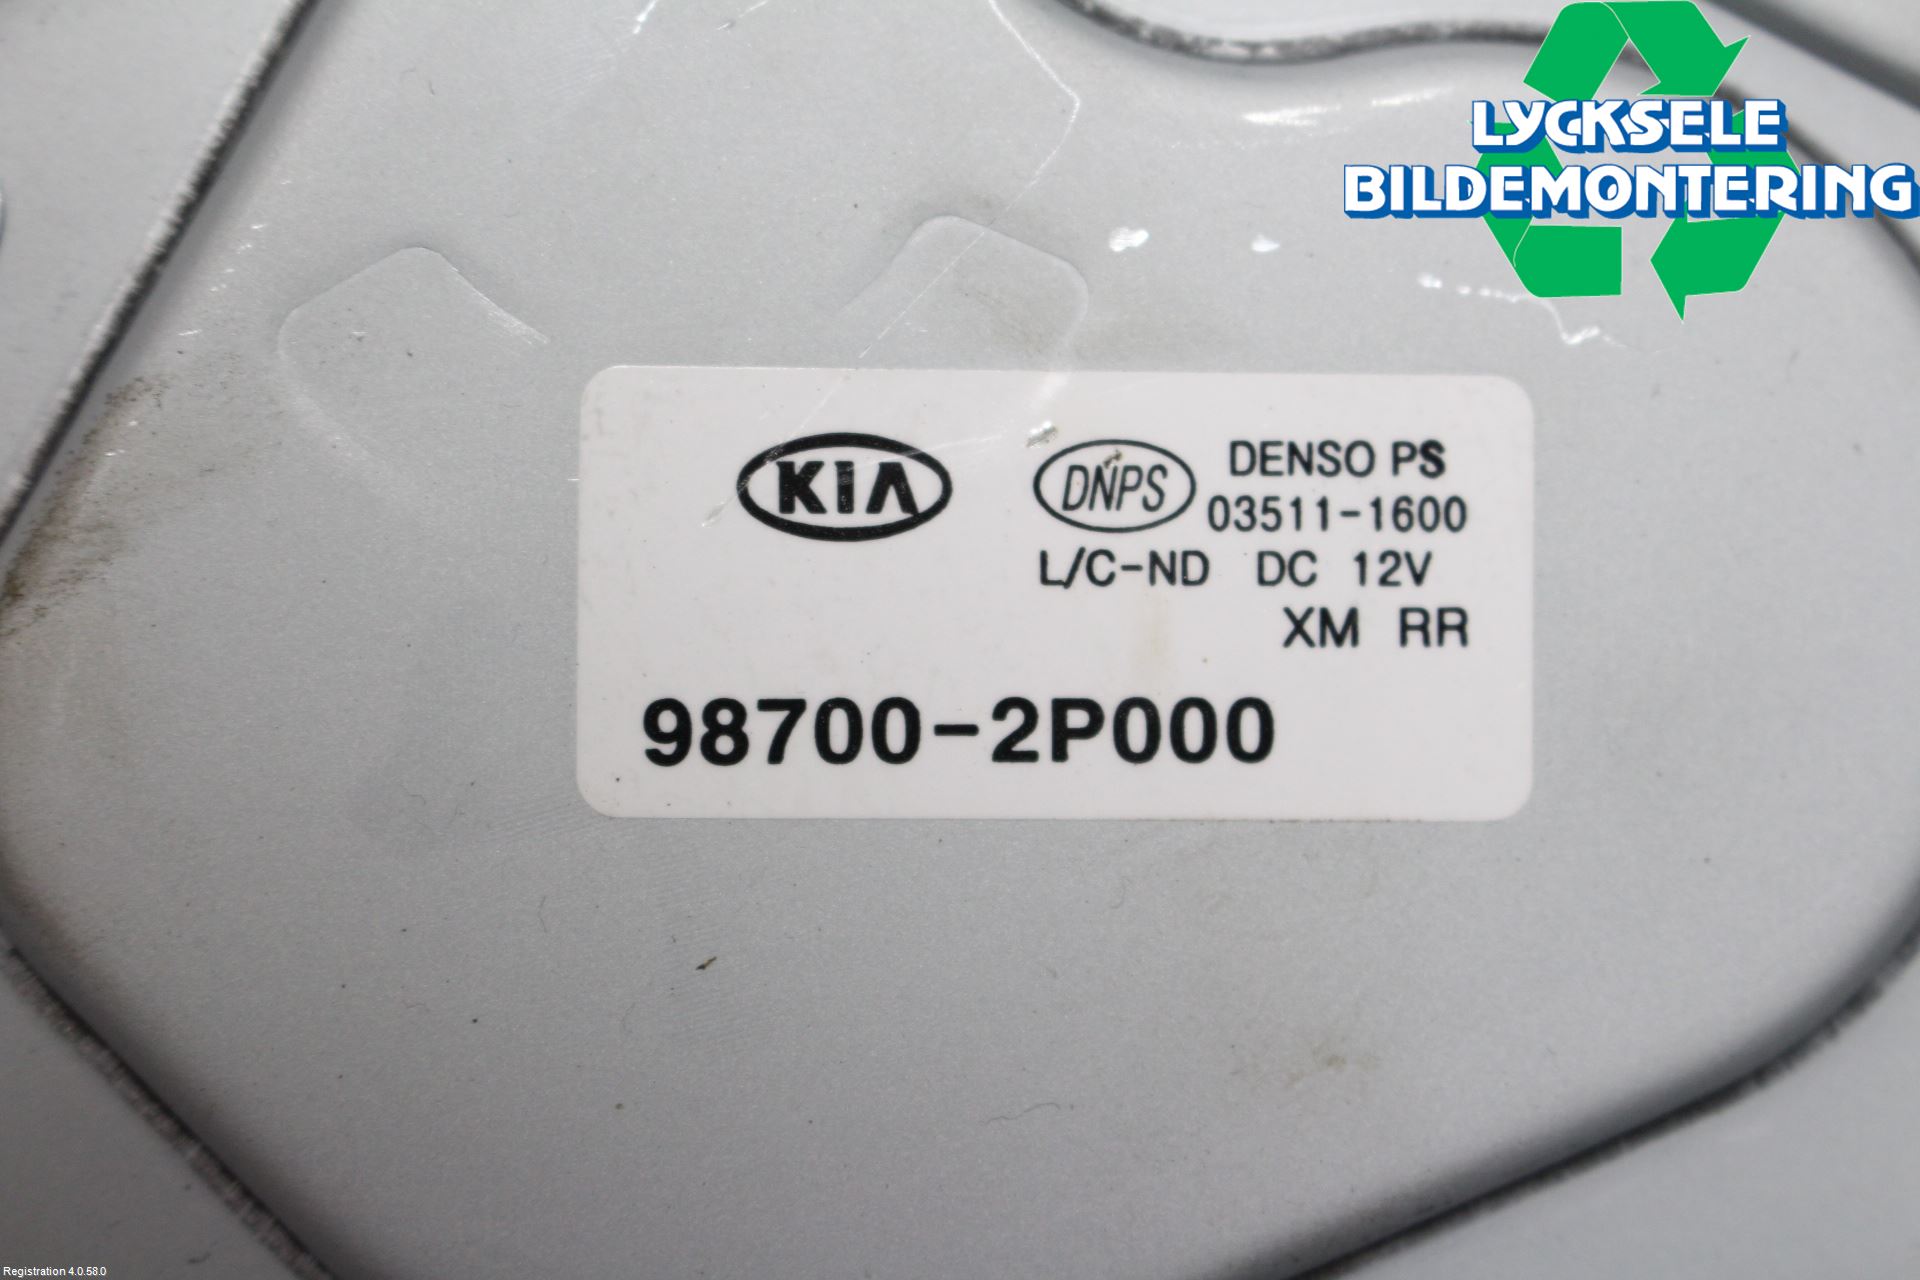 LYCKSELE
BILDEMONTERING
KIA
DNPS
DENSO PS
03511-1600
L/C-ND DC 12V
XM RR
98700-2P000
Registration 4.0.58.0